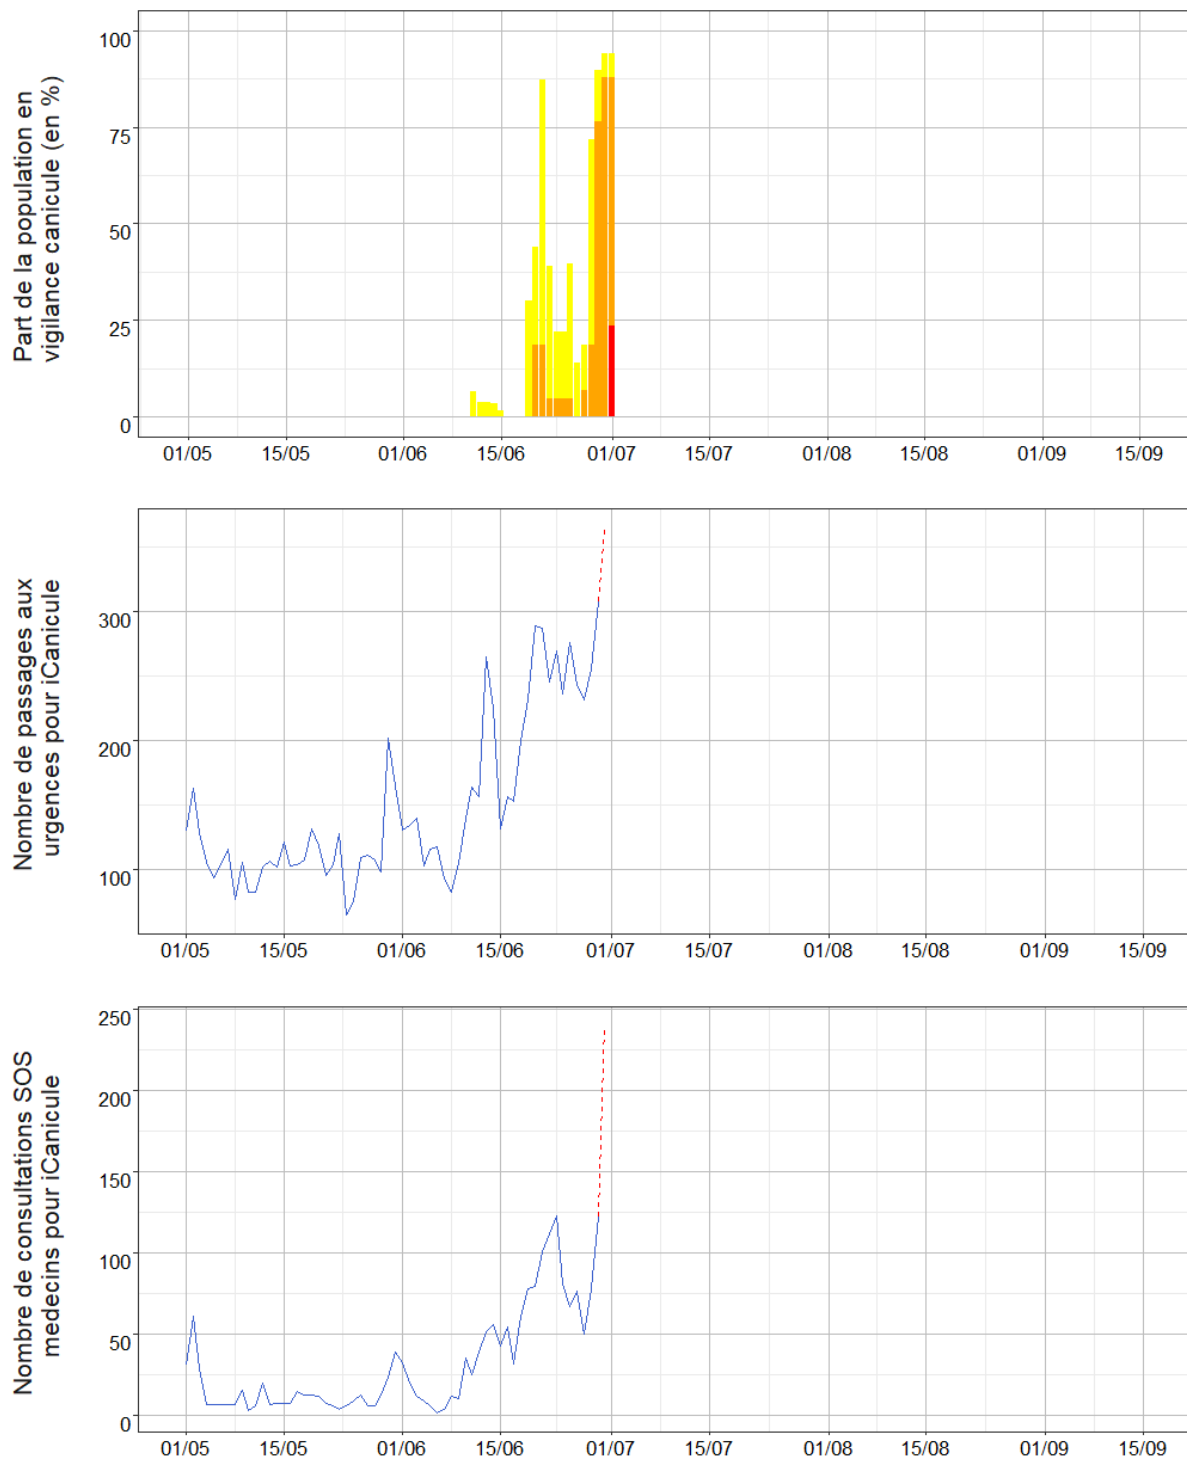 Part de la population en
vigilance canicule (en %)
100
75
50
25
0
01/05 15/05 01/06 15/06 01/07 15/07 01/08 15/08 01/09 15/09
Nombre de passages aux
urgences pour iCanicule
300
200
100
01/05 15/05 01/06 15/06 01/07 15/07 01/08 15/08 01/09 15/09
Nombre de consultations SOS
medecins pour iCanicule
250
200
150
100
50
0
01/05 15/05 01/06 15/06 01/07 15/07 01/08 15/08 01/09 15/09